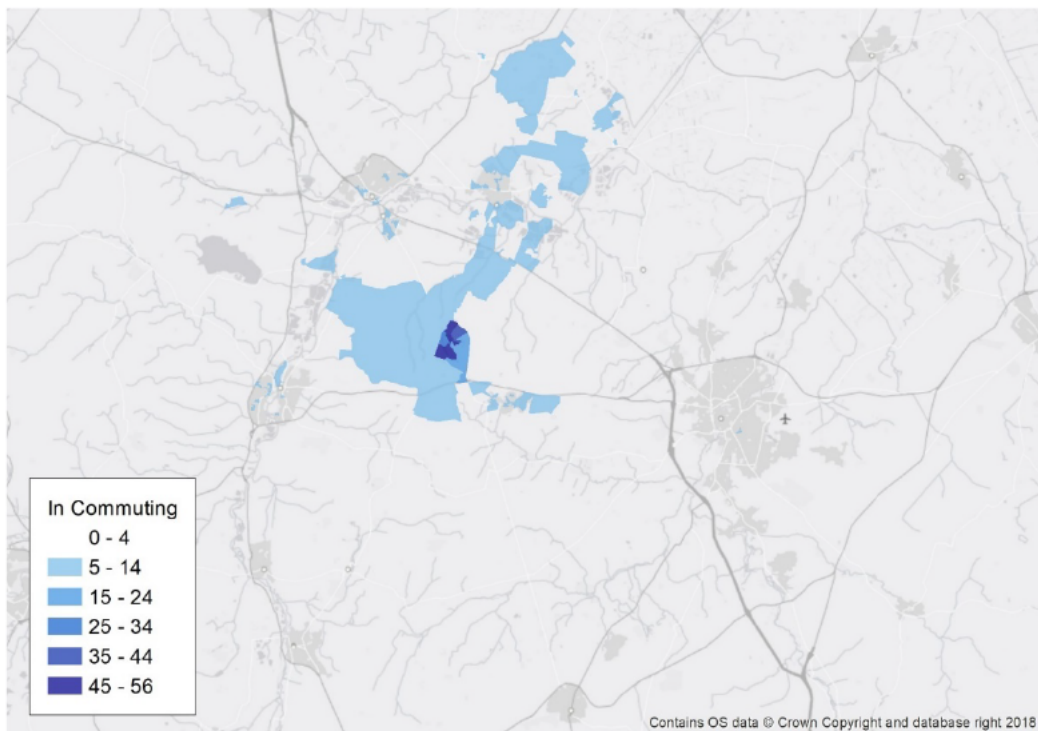 In Commuting
0 - 4
5 - 14
15 - 24
25 - 34
35 - 44
45 - 56
Contains OS data © Crown Copyright and database right 2018